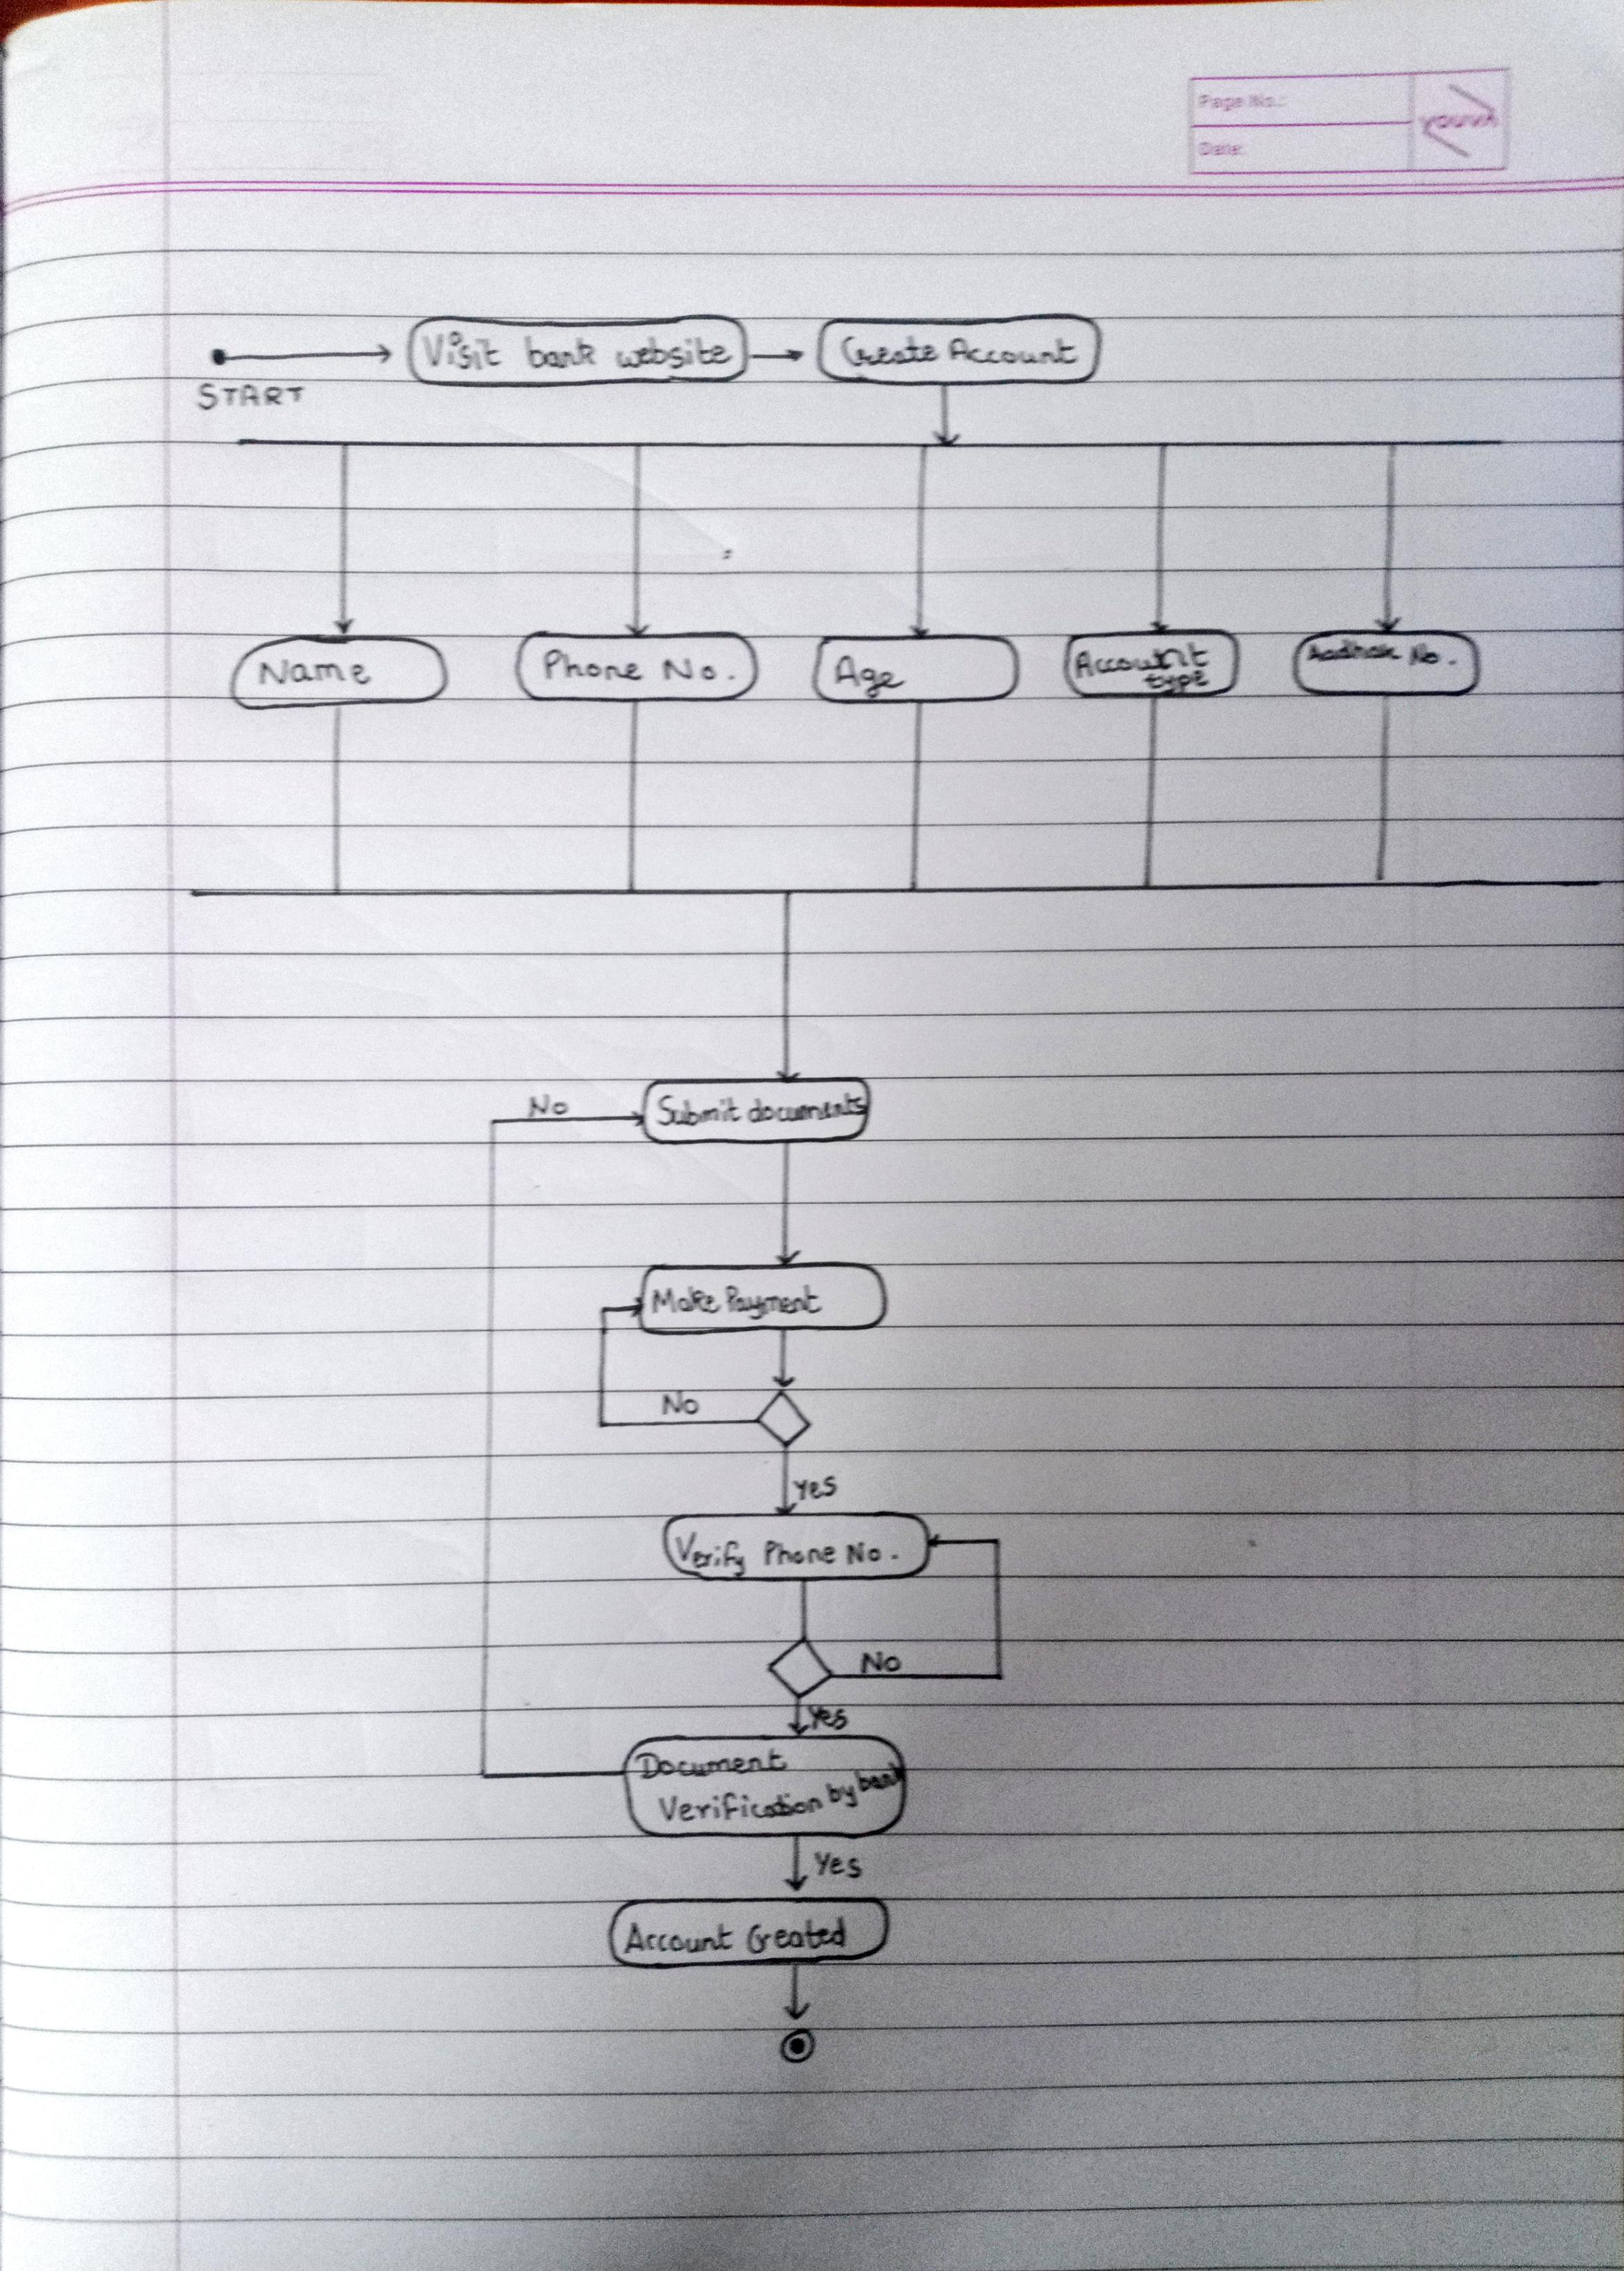 Page No.:
Date:
youva
Visit bank website
Create Account
START
Name
Phone No.
Age
Account
type
Aadhar No.
No
Submit documents
Make Payment
No
Yes
Verify Phone No.
No
Yes
Document
Verification by bank
Yes
Account Created